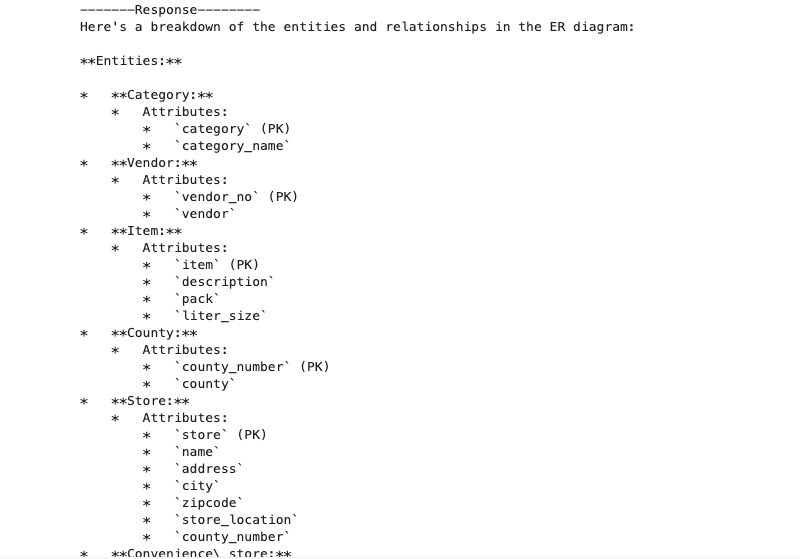 -------Response--------
Here's a breakdown of the entities and relationships in the ER diagram:
**Entities:**
* **Category:**
* Attributes:
* `category` (PK)
* `category_name`
* **Vendor:**
* Attributes:
* `vendor_no` (PK)
* `vendor`
* **Item:**
* Attributes:
* `item` (PK)
* `description`
* `pack`
* `liter_size`
* **County:**
* Attributes:
* `county_number` (PK)
* `county`
* **Store:**
* Attributes:
* `store` (PK)
* `name`
* `address`
* `city`
* `zipcode`
* `store_location`
* `county_number`
* **Convenience\_store:**